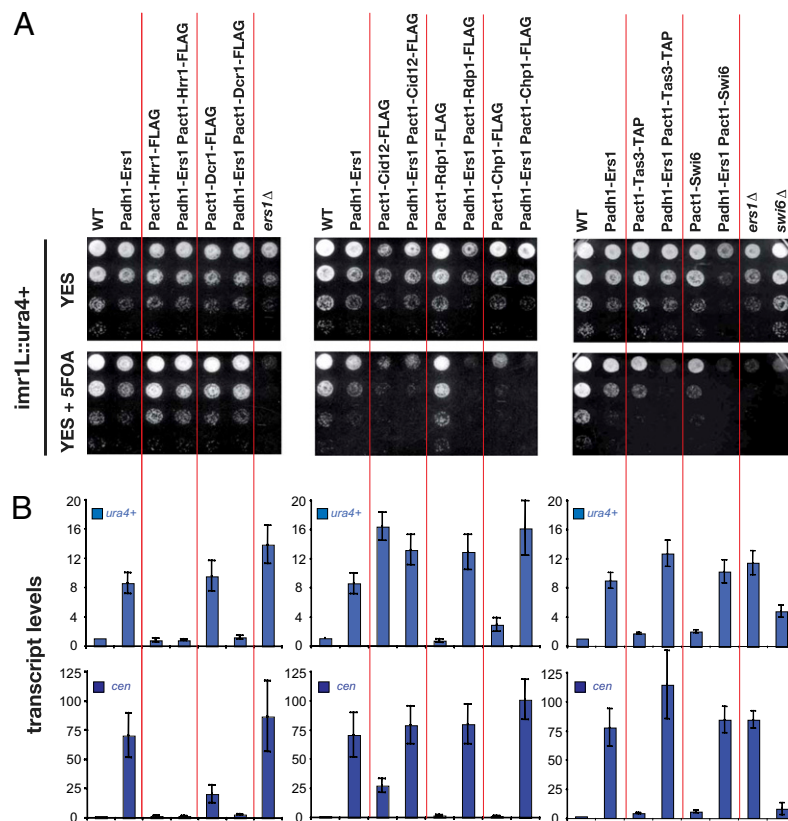 A
WT
Padh1-Ers1
Pact1-Hrr1-FLAG
Padh1-Ers1 Pact1-Hrr1-FLAG
Pact1-Dcr1-FLAG
Padh1-Ers1 Pact1-Dcr1-FLAG
ers1Δ
WT
Padh1-Ers1
Pact1-Cid12-FLAG
Padh1-Ers1 Pact1-Cid12-FLAG
Pact1-Rdp1-FLAG
Padh1-Ers1 Pact1-Rdp1-FLAG
Pact1-Chp1-FLAG
Padh1-Ers1 Pact1-Chp1-FLAG
WT
Padh1-Ers1
Pact1-Tas3-TAP
Padh1-Ers1 Pact1-Tas3-TAP
Pact1-Swi6
Padh1-Ers1 Pact1-Swi6
ers1Δ
swi6Δ
imr1L::ura4+
YES
YES + 5FOA
B
transcript levels
20
16
12
8
4
0
ura4+
20
16
12
8
4
0
ura4+
20
16
12
8
4
0
ura4+
125
100
75
50
25
0
cen
125
100
75
50
25
0
cen
125
100
75
50
25
0
cen